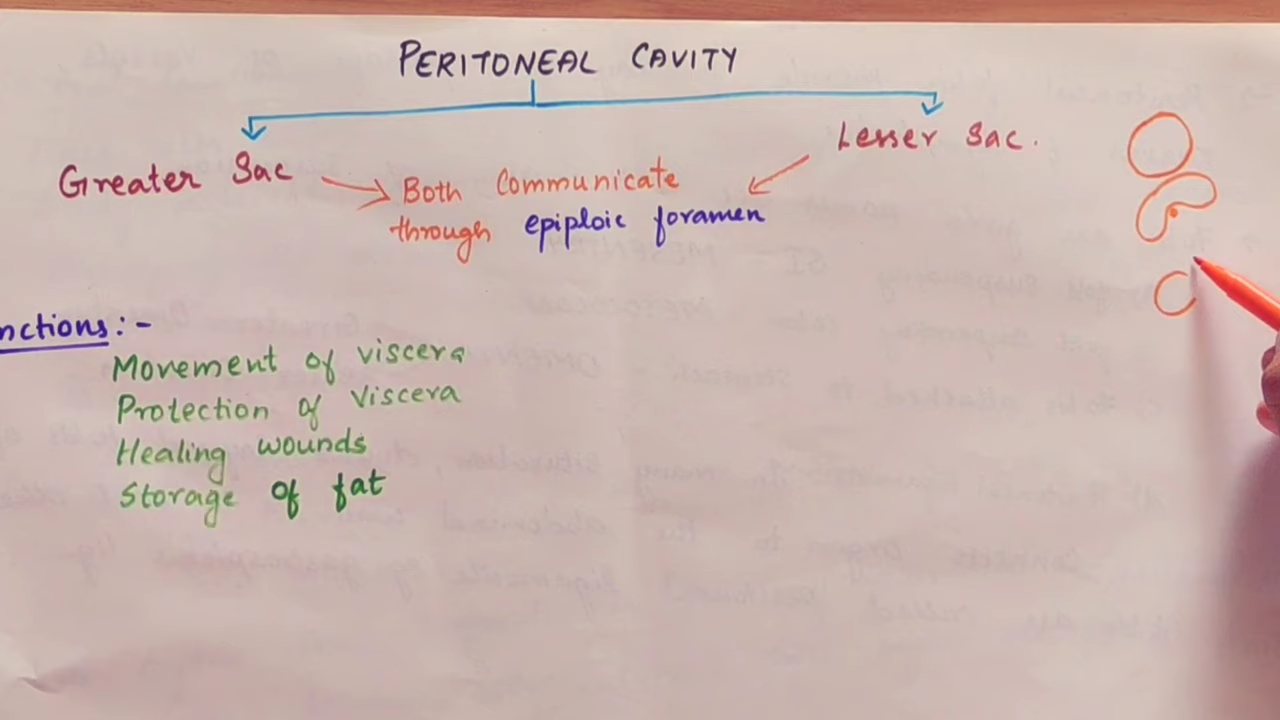 PERITONEAL CAVITY
Lesser Sac.
Greater Sac
Both Communicate
through epiploic foramen
nctions:-
Movement of viscera
Protection of viscera
Healing wounds
Storage of fat